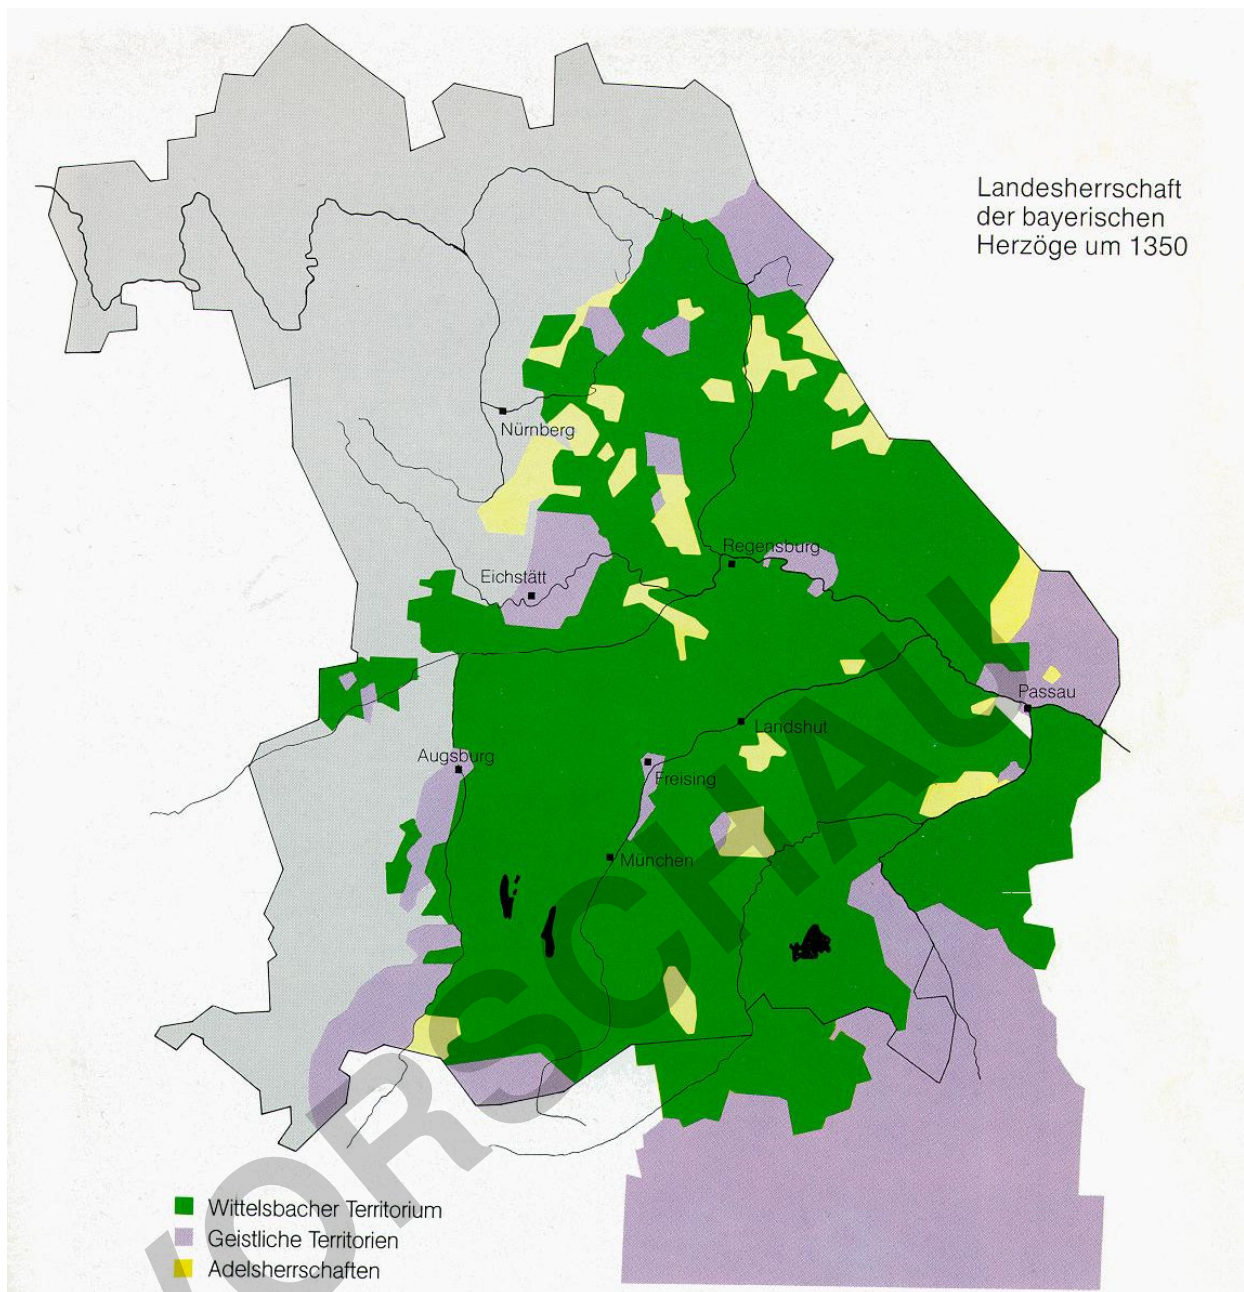 Landesherrschaft
der bayerischen
Herzöge um 1350
Nürnberg
Regensburg
Eichstätt
Passau
Landshut
Augsburg
Freising
München
VORSCHAU
Wittelsbacher Territorium
Geistliche Territorien
Adelsherrschaften